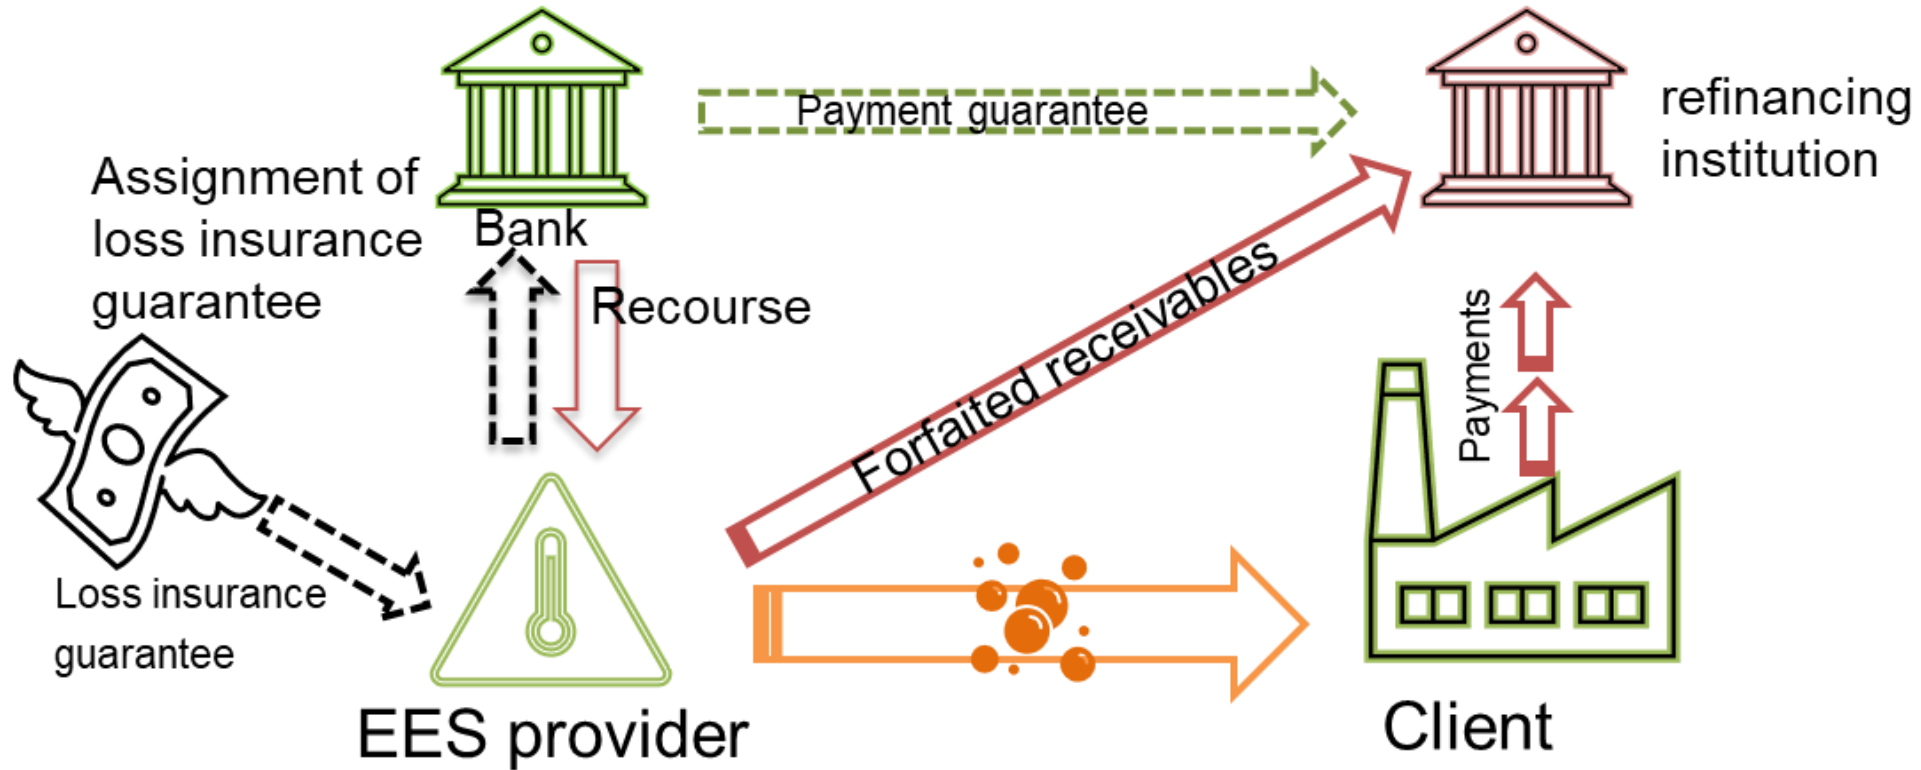 Payment guarantee
refinancing
institution
Assignment of
loss insurance
guarantee
Bank
Recourse
Forfaited receivables
Payments
Loss insurance
guarantee
EES provider
Client